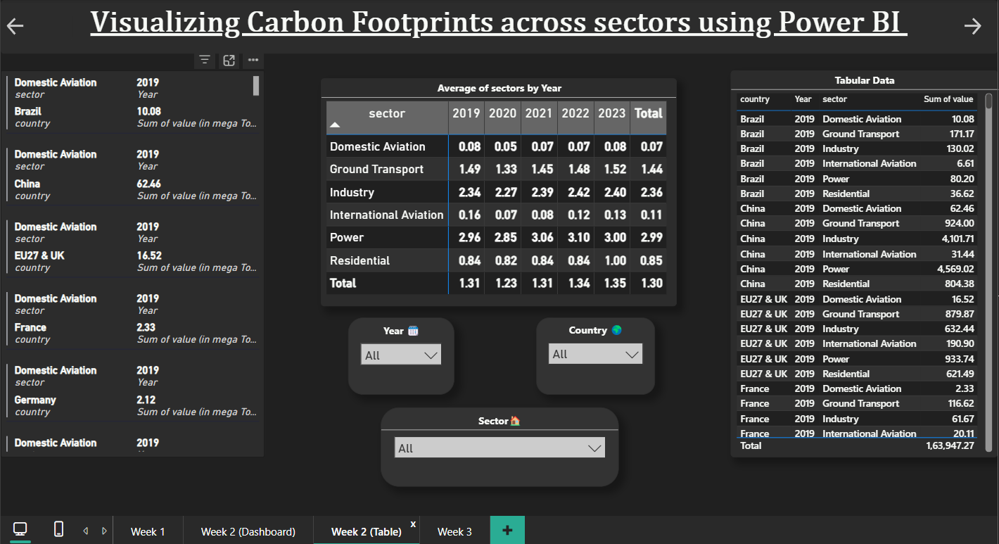 Visualizing Carbon Footprints across sectors using Power BI
Domestic Aviation 2019
sector Year
Brazil 10.08
country Sum of value (in mega To...
Domestic Aviation 2019
sector Year
China 62.46
country Sum of value (in mega To...
Domestic Aviation 2019
sector Year
EU27 & UK 16.52
country Sum of value (in mega To...
Domestic Aviation 2019
sector Year
France 2.33
country Sum of value (in mega To...
Domestic Aviation 2019
sector Year
Germany 2.12
country Sum of value (in mega To...
Domestic Aviation 2019
Average of sectors by Year
sector 2019 2020 2021 2022 2023 Total
Domestic Aviation 0.08 0.05 0.07 0.07 0.08 0.07
Ground Transport 1.49 1.33 1.45 1.48 1.52 1.44
Industry 2.34 2.27 2.39 2.42 2.40 2.36
International Aviation 0.16 0.07 0.08 0.12 0.13 0.11
Power 2.96 2.85 3.06 3.10 3.00 2.99
Residential 0.84 0.82 0.84 0.84 1.00 0.85
Total 1.31 1.23 1.31 1.34 1.35 1.30
Year
All
Country
All
Sector
All
Tabular Data
country Year sector Sum of value
Brazil 2019 Domestic Aviation 10.08
Brazil 2019 Ground Transport 171.17
Brazil 2019 Industry 130.02
Brazil 2019 International Aviation 6.61
Brazil 2019 Power 80.20
Brazil 2019 Residential 36.62
China 2019 Domestic Aviation 62.46
China 2019 Ground Transport 924.00
China 2019 Industry 4,101.71
China 2019 International Aviation 31.44
China 2019 Power 4,569.02
China 2019 Residential 804.38
EU27 & UK 2019 Domestic Aviation 16.52
EU27 & UK 2019 Ground Transport 879.87
EU27 & UK 2019 Industry 632.44
EU27 & UK 2019 International Aviation 190.90
EU27 & UK 2019 Power 933.74
EU27 & UK 2019 Residential 621.49
France 2019 Domestic Aviation 2.33
France 2019 Ground Transport 116.62
France 2019 Industry 61.67
France 2019 International Aviation 20.11
Total 1,63,947.27
Week 1 Week 2 (Dashboard) Week 2 (Table) x Week 3 +